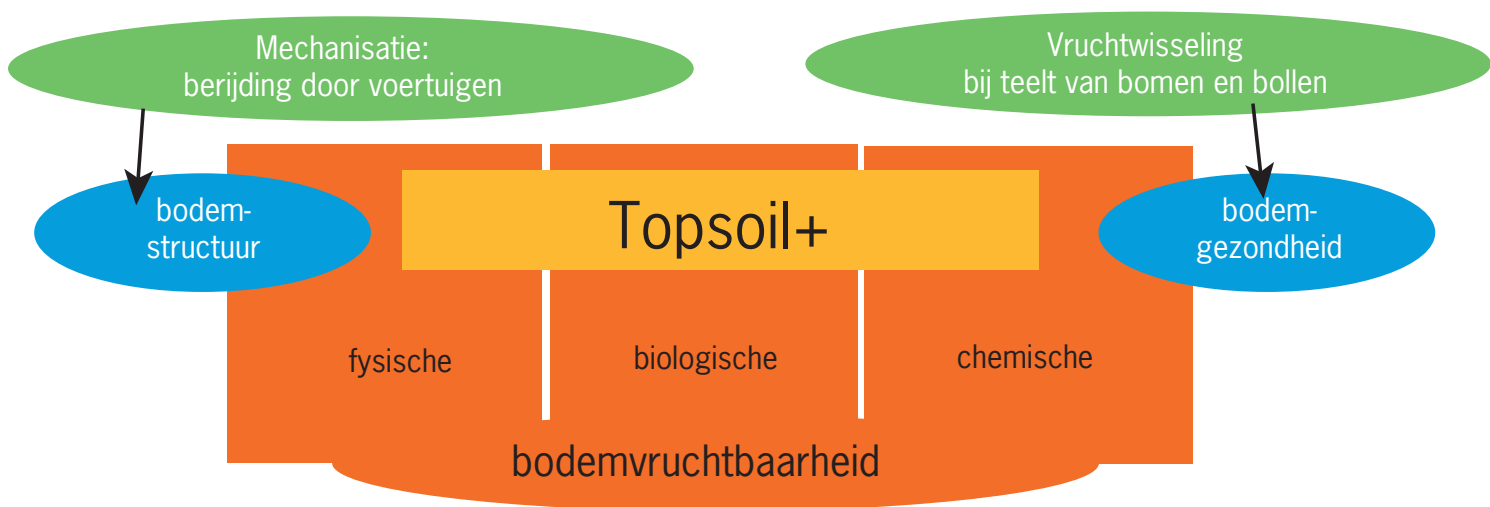 Mechanisatie:
berijding door voertuigen
Vruchtwisseling
bij teelt van bomen en bollen
bodem-
structuur
Topsoil+
bodem-
gezondheid
fysische
biologische
chemische
bodemvruchtbaarheid